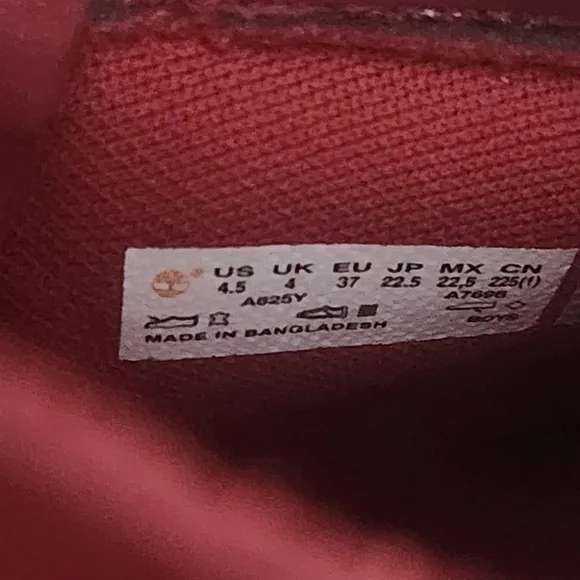 US UK EU JP MX CN
4.5 4 37 22.5 22,5 225(1)
A625Y A7696
BOYS
MADE IN BANGLADESH